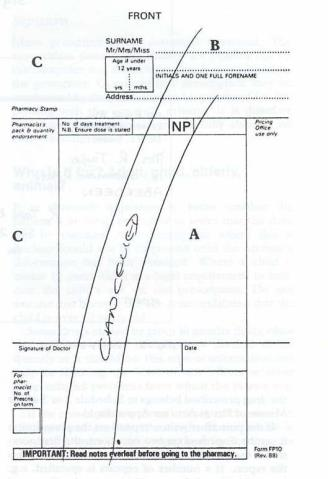 FRONT
SURNAME
Mr/Mrs/Miss
B
C
Age if under
12 years
yrs mths
INITIALS AND ONE FULL FORENAME
Address
Pharmacy Stamp
Pharmacist's
pack & quantity
endorsement
No. of days treatment
N.B. Ensure dose is stated
NP
Pricing
Office
use only
C
A
CANCELLED
Signature of Doctor
Date
For
phar-
macist
No. of
Prescns.
on form
IMPORTANT: Read notes overleaf before going to the pharmacy.
Form FP10
(Rev. 88)